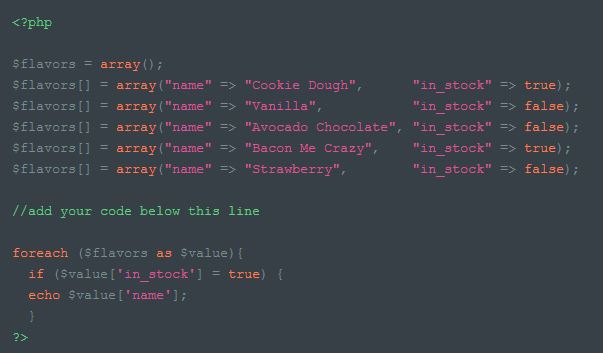 <?php
$flavors = array();
$flavors[] = array("name" => "Cookie Dough",      "in_stock" => true);
$flavors[] = array("name" => "Vanilla",           "in_stock" => false);
$flavors[] = array("name" => "Avocado Chocolate", "in_stock" => false);
$flavors[] = array("name" => "Bacon Me Crazy",    "in_stock" => true);
$flavors[] = array("name" => "Strawberry",        "in_stock" => false);
//add your code below this line
foreach ($flavors as $value){
  if ($value['in_stock'] = true) {
  echo $value['name'];
  }
?>